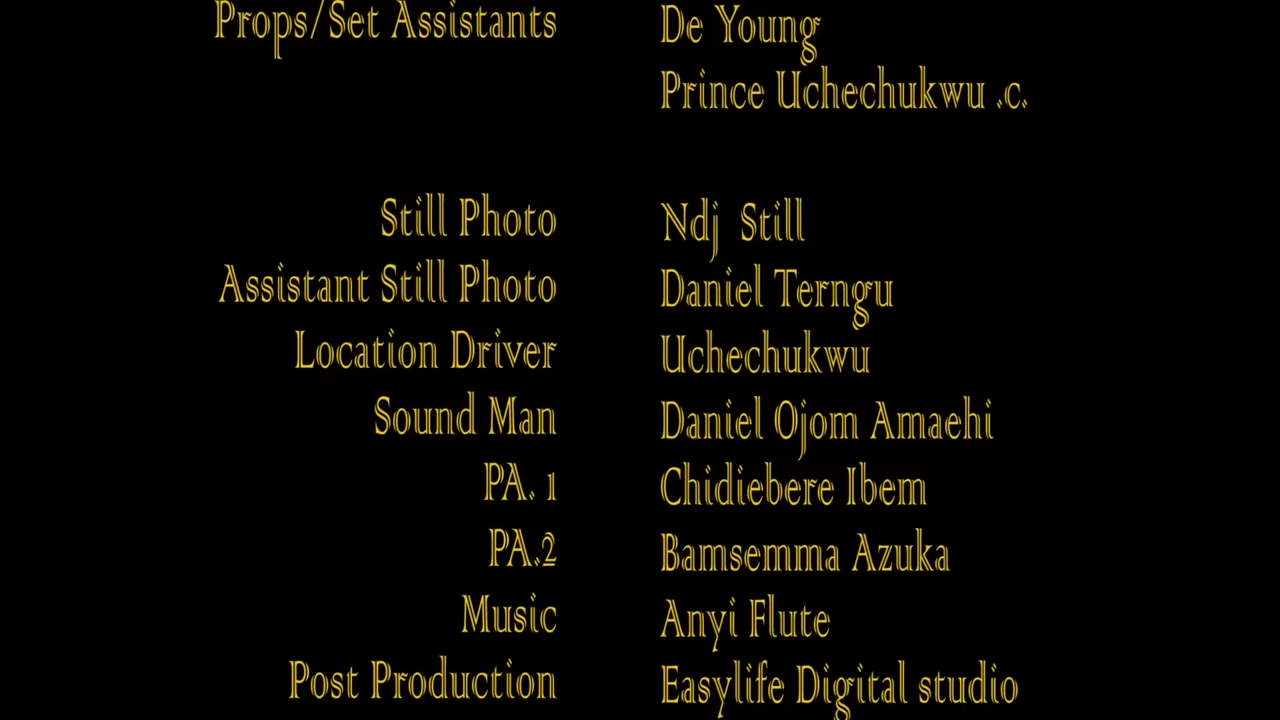 Props/Set Assistants De Young
Prince Uchechukwu .c.
Still Photo Ndj Still
Assistant Still Photo Daniel Terngu
Location Driver Uchechukwu
Sound Man Daniel Ojom Amaehi
PA. 1 Chidiebere Ibem
PA.2 Bamsemma Azuka
Music Anyi Flute
Post Production Easylife Digital studio